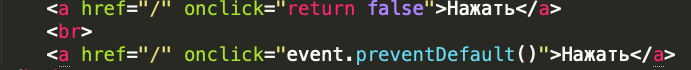 <a href="/" onclick="return false">Нажать</a>
<br>
<a href="/" onclick="event.preventDefault()">Нажать</a>